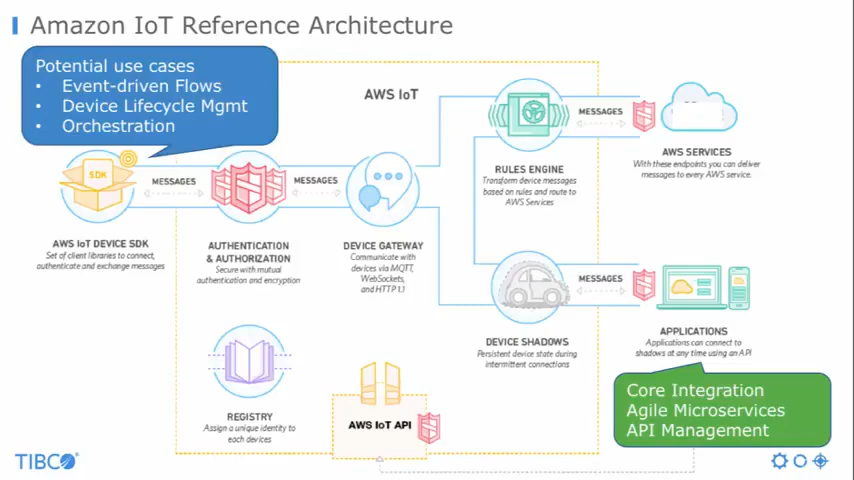 Amazon IoT Reference Architecture
Potential use cases
• Event-driven Flows
• Device Lifecycle Mgmt
• Orchestration
AWS IoT
SDK
MESSAGES
MESSAGES
MESSAGES
RULES ENGINE
Transform device messages
based on rules and route to
AWS Services
AWS SERVICES
With these endpoints you can deliver
messages to every AWS service.
AWS IoT DEVICE SDK
Set of client libraries to connect,
authenticate and exchange messages
AUTHENTICATION
& AUTHORIZATION
Secure with mutual
authentication and encryption
DEVICE GATEWAY
Communicate with
devices via MQTT,
WebSockets,
and HTTP 1.1
MESSAGES
DEVICE SHADOWS
Persistent device state during
intermittent connections
APPLICATIONS
Applications can connect to
shadows at any time using an API
REGISTRY
Assign a unique identity to
each devices
AWS IoT API
Core Integration
Agile Microservices
API Management
TIBCO